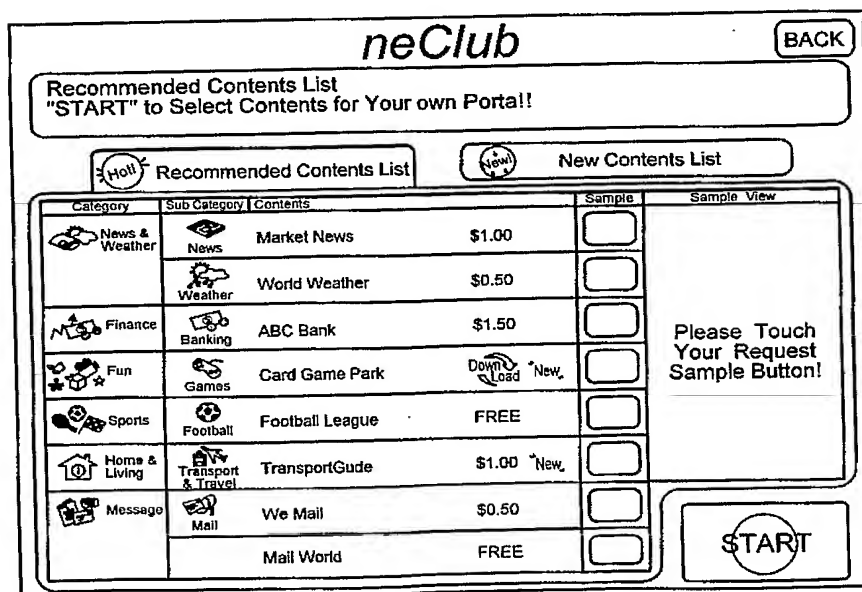 neClub
BACK
Recommended Contents List
"START" to Select Contents for Your own Portal!
Hot! Recommended Contents List
New! New Contents List
Category Sub Category Contents Sample Sample View
News & Weather News Market News $1.00
Weather World Weather $0.50
Finance Banking ABC Bank $1.50
Fun Games Card Game Park Down Load New
Sports Football Football League FREE
Home & Living Transport & Travel TransportGude $1.00 New
Message Mail We Mail $0.50
Mail World FREE
Please Touch
Your Request
Sample Button!
START